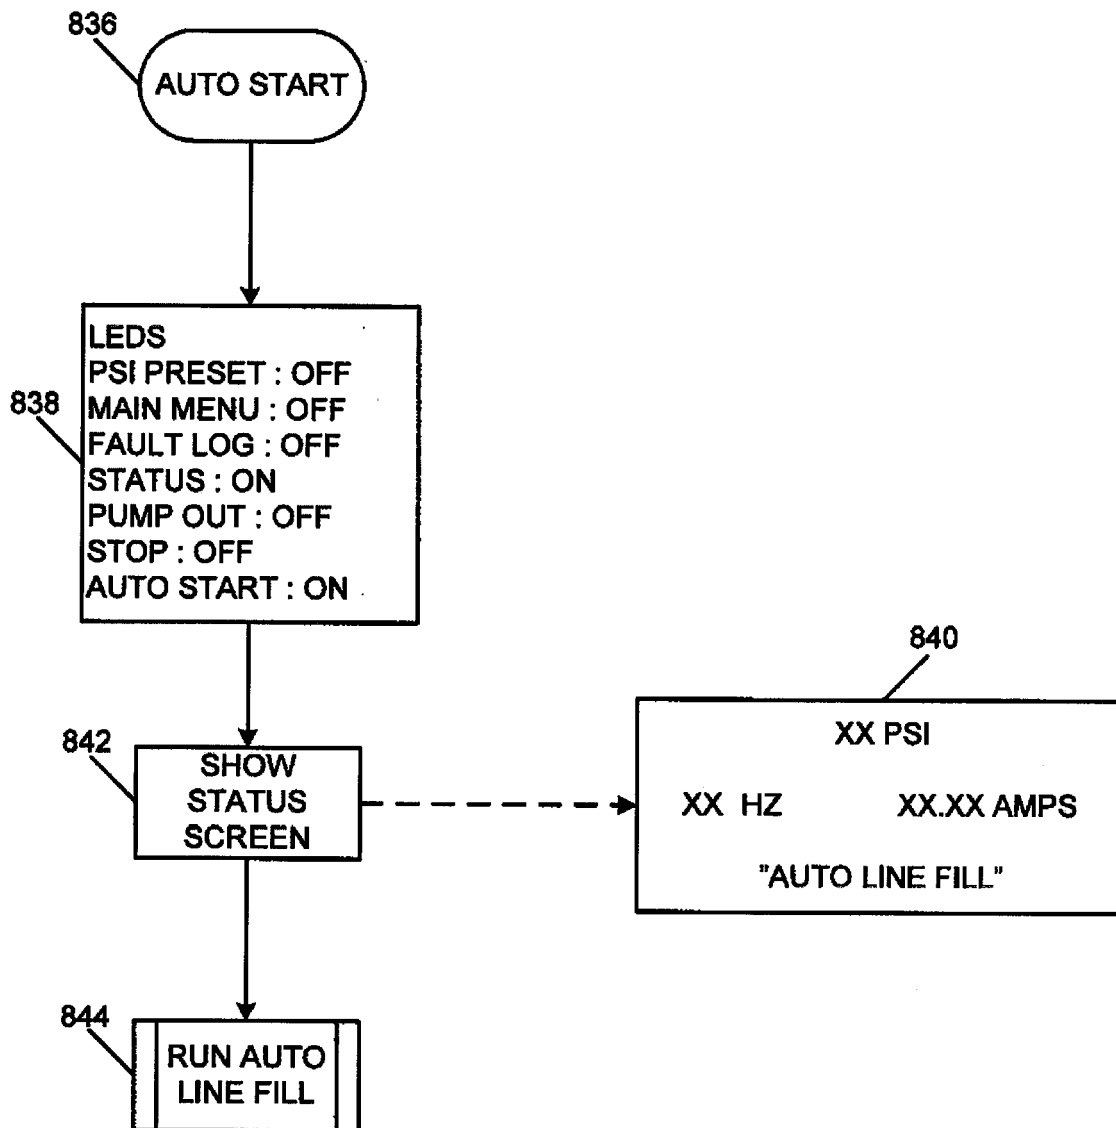 836
AUTO START
838
LEDS
PSI PRESET : OFF
MAIN MENU : OFF
FAULT LOG : OFF
STATUS : ON
PUMP OUT : OFF
STOP : OFF
AUTO START : ON
840
XX PSI
XX HZ XX.XX AMPS
"AUTO LINE FILL"
842
SHOW
STATUS
SCREEN
844
RUN AUTO
LINE FILL